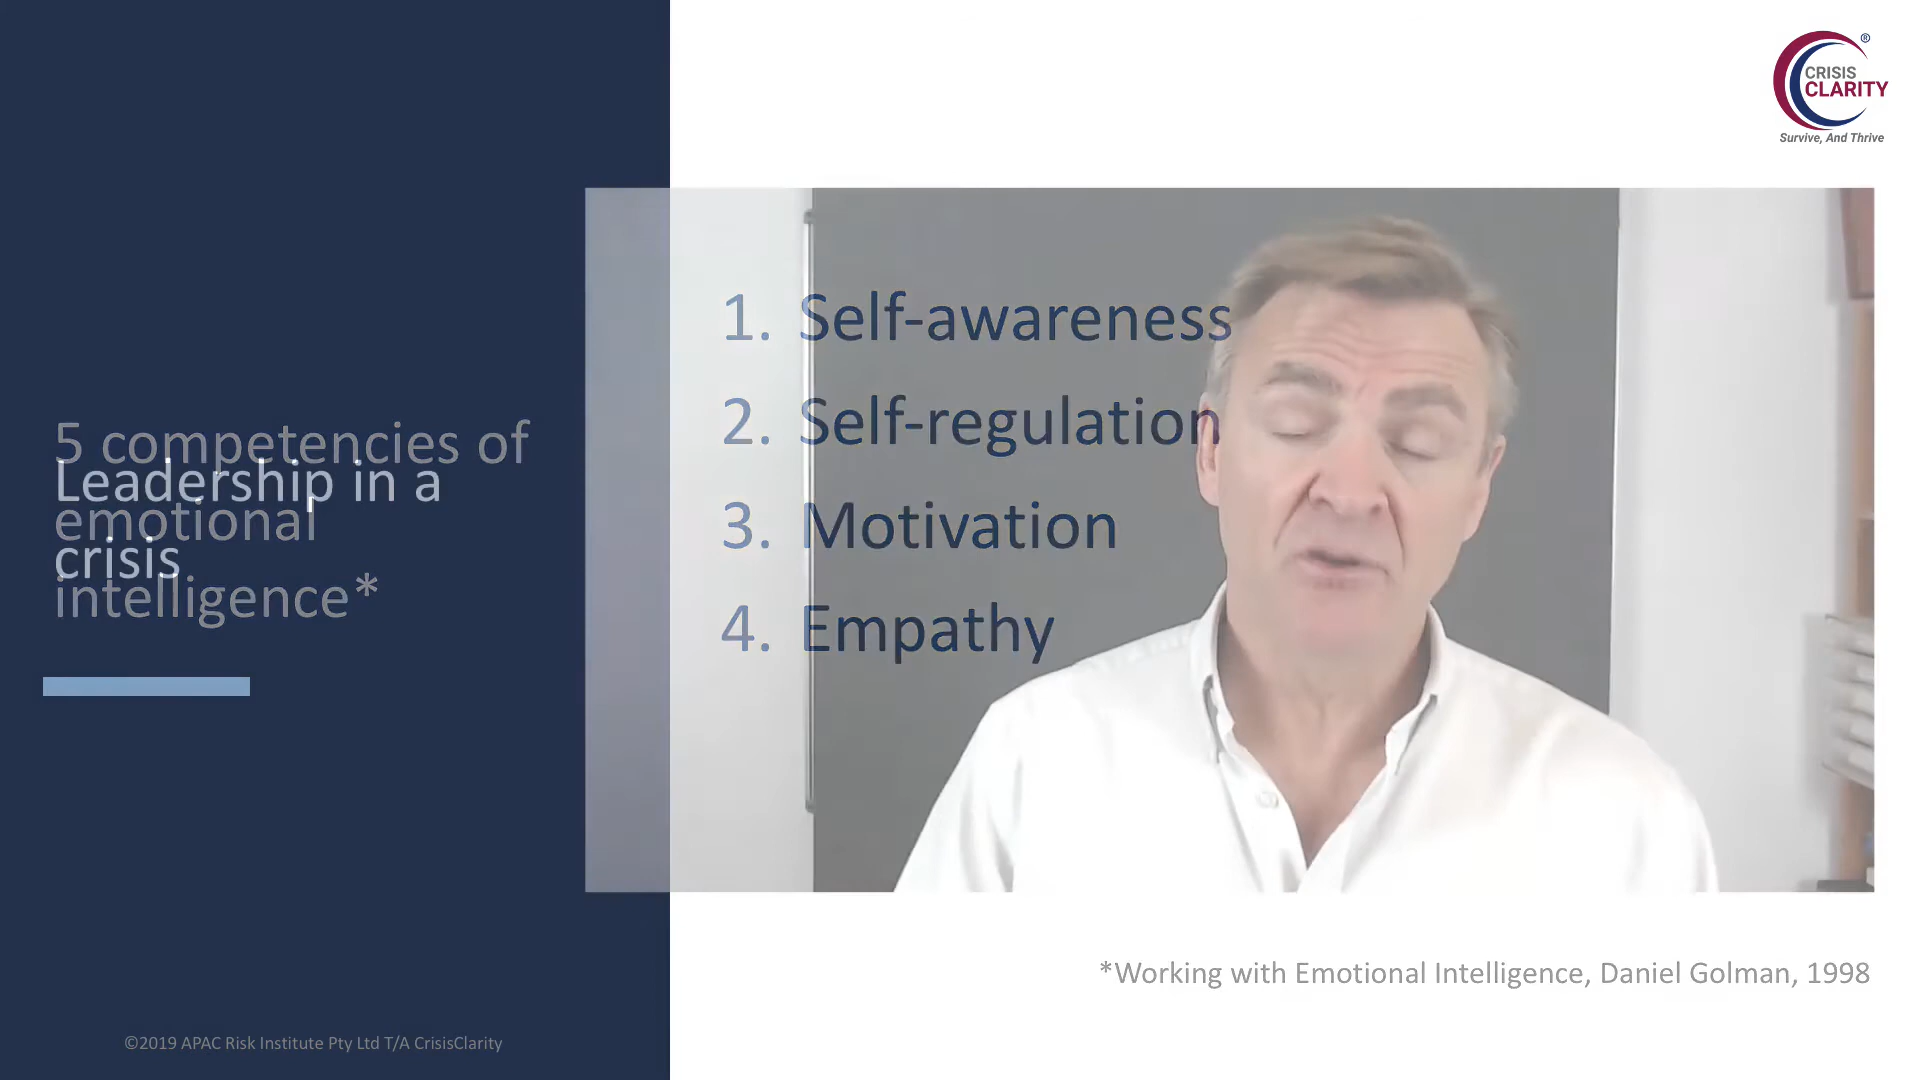 ®
CRISIS
CLARITY
Survive, And Thrive
5 competencies of
emotional
intelligence*
Leadership in a
crisis
1. Self-awareness
2. Self-regulation
3. Motivation
4. Empathy
*Working with Emotional Intelligence, Daniel Golman, 1998
©2019 APAC Risk Institute Pty Ltd T/A CrisisClarity